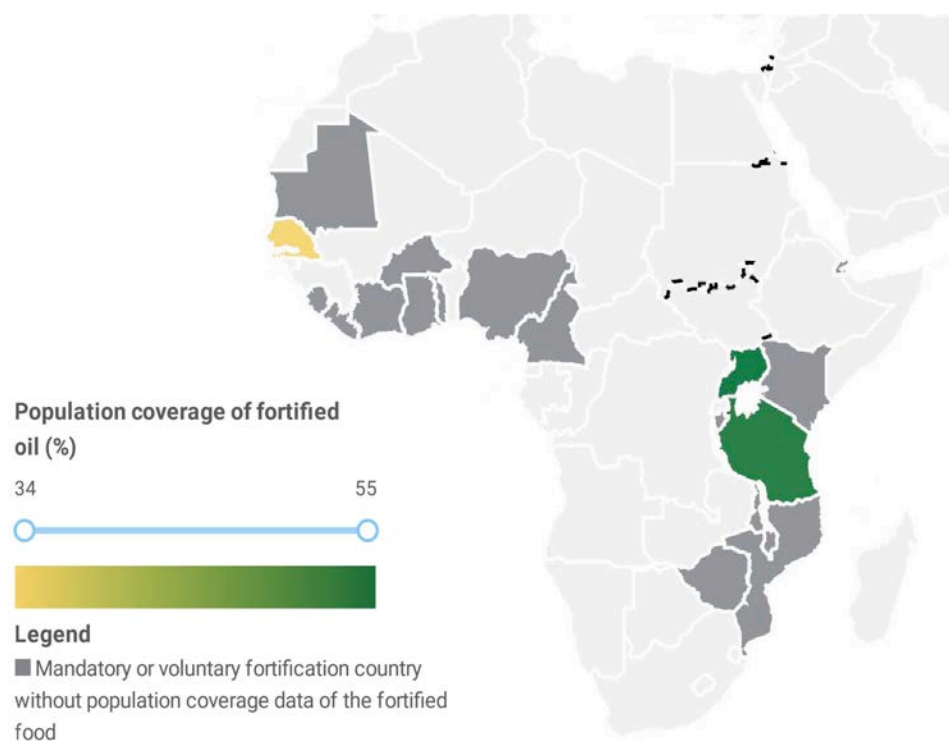 Population coverage of fortified
oil (%)
34 55
Legend
Mandatory or voluntary fortification country
without population coverage data of the fortified
food